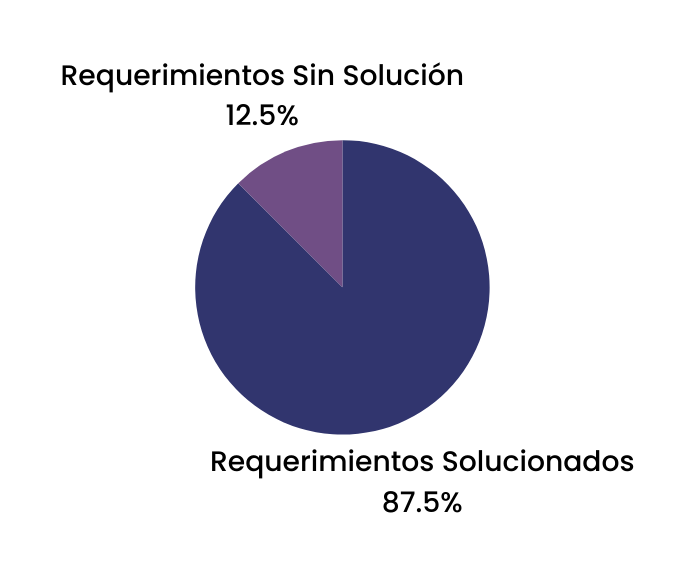 Requerimientos Sin Solución
12.5%
Requerimientos Solucionados
87.5%